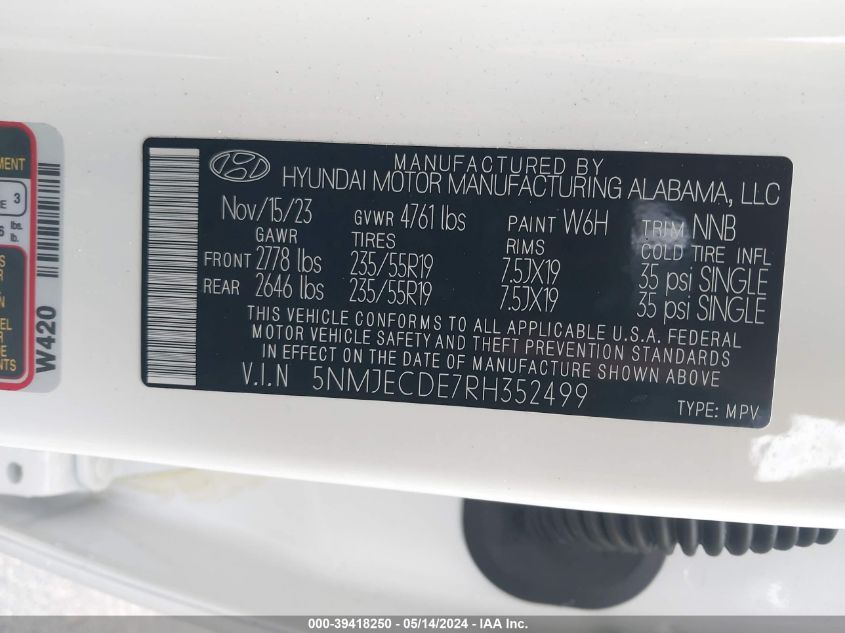 MENT
3
E
lbs.
lb.
W420
MANUFACTURED BY
HYUNDAI MOTOR MANUFACTURING ALABAMA, LLC
Nov/15/23 GVWR 4761 lbs PAINT W6H TRIM NNB
GAWR TIRES RIMS COLD TIRE INFL
FRONT 2778 lbs 235/55R19 7.5JX19 35 psi SINGLE
REAR 2646 lbs 235/55R19 7.5JX19 35 psi SINGLE
THIS VEHICLE CONFORMS TO ALL APPLICABLE U.S.A. FEDERAL
MOTOR VEHICLE SAFETY AND THEFT PREVENTION STANDARDS
IN EFFECT ON THE DATE OF MANUFACTURE SHOWN ABOVE
V.I.N 5NMJECDE7RH352499
TYPE: MPV
000-39418250 / 05/14/2024 - IAA Inc.